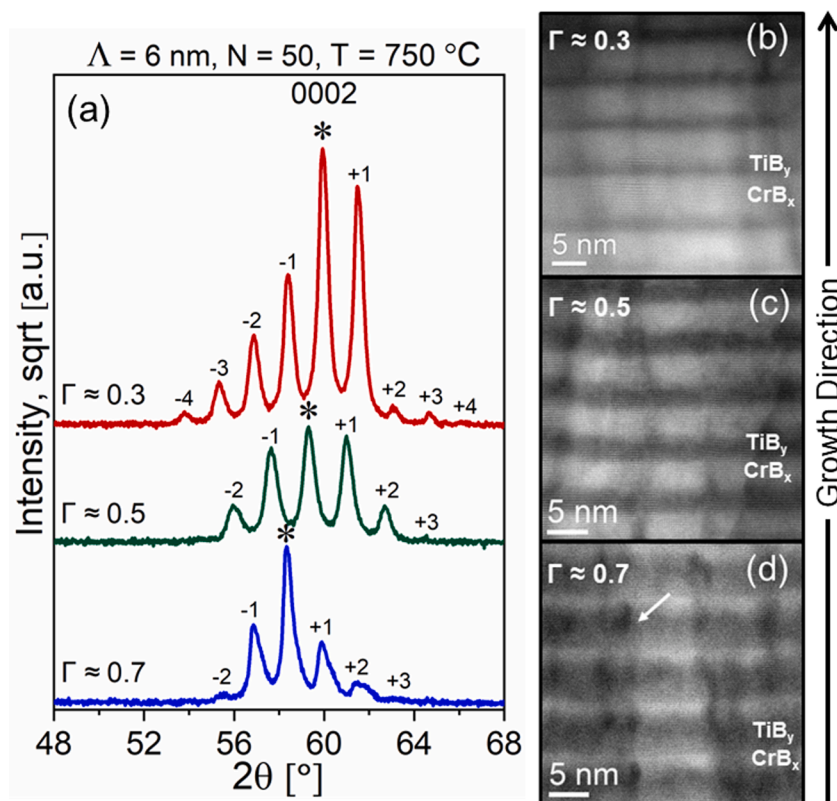 Λ = 6 nm, N = 50, T = 750 °C
(a)
0002
*
+1
-1
-2
-3
-4
+2
+3
+4
Γ ≈ 0.3
*
-1
+1
-2
+2
+3
Γ ≈ 0.5
*
-1
+1
-2
+2
+3
Γ ≈ 0.7
48
52
56
60
64
68
2θ [°]
Intensity, sqrt [a.u.]
Γ ≈ 0.3
(b)
TiBy
CrBx
5 nm
Γ ≈ 0.5
(c)
TiBy
CrBx
5 nm
Γ ≈ 0.7
(d)
TiBy
CrBx
5 nm
Growth Direction